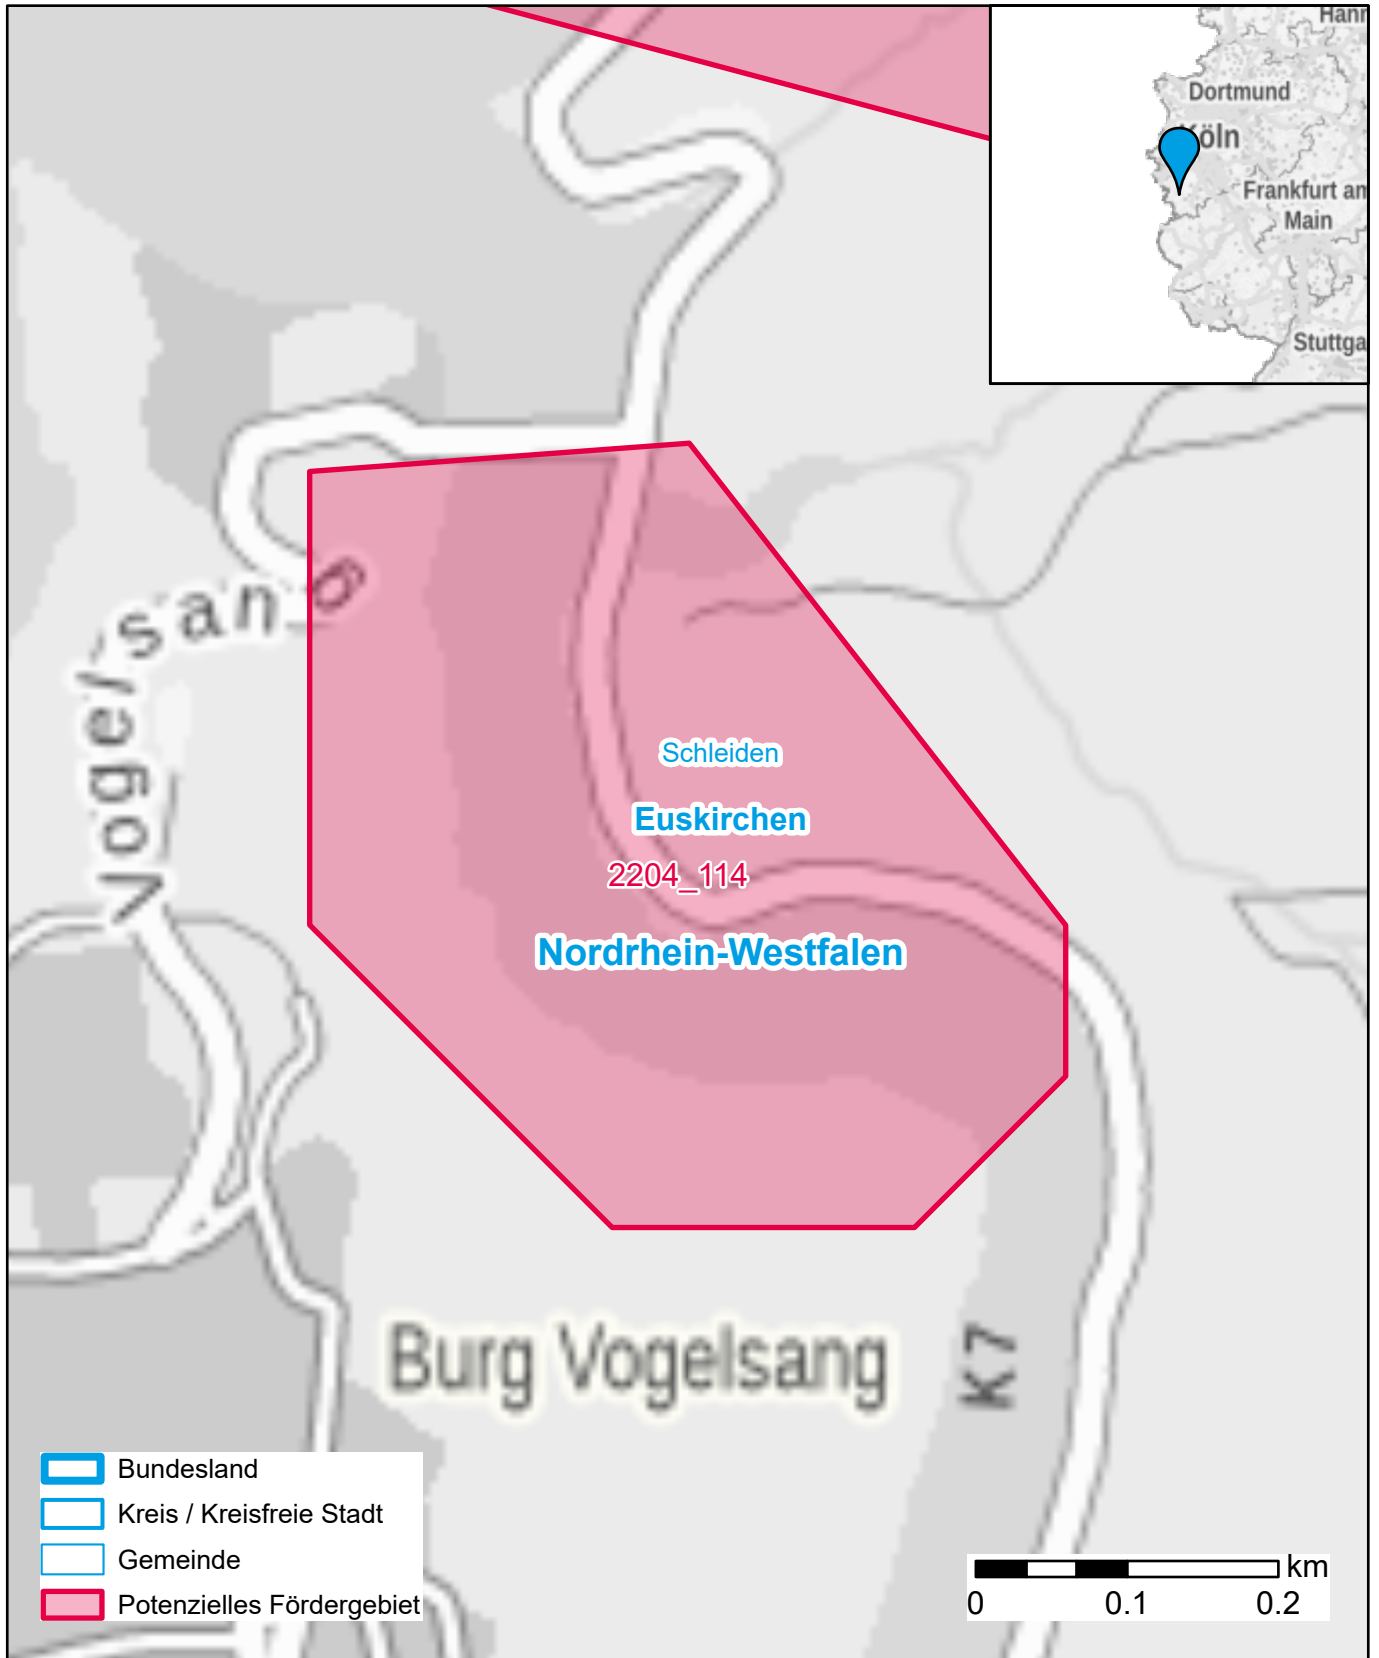 Hann
Dortmund
Köln
Frankfurt am
Main
Stuttga
Vogelsang
Schleiden
Euskirchen
2204_114
Nordrhein-Westfalen
Burg Vogelsang
K7
Bundesland
Kreis / Kreisfreie Stadt
Gemeinde
Potenzielles Fördergebiet
km
0 0.1 0.2